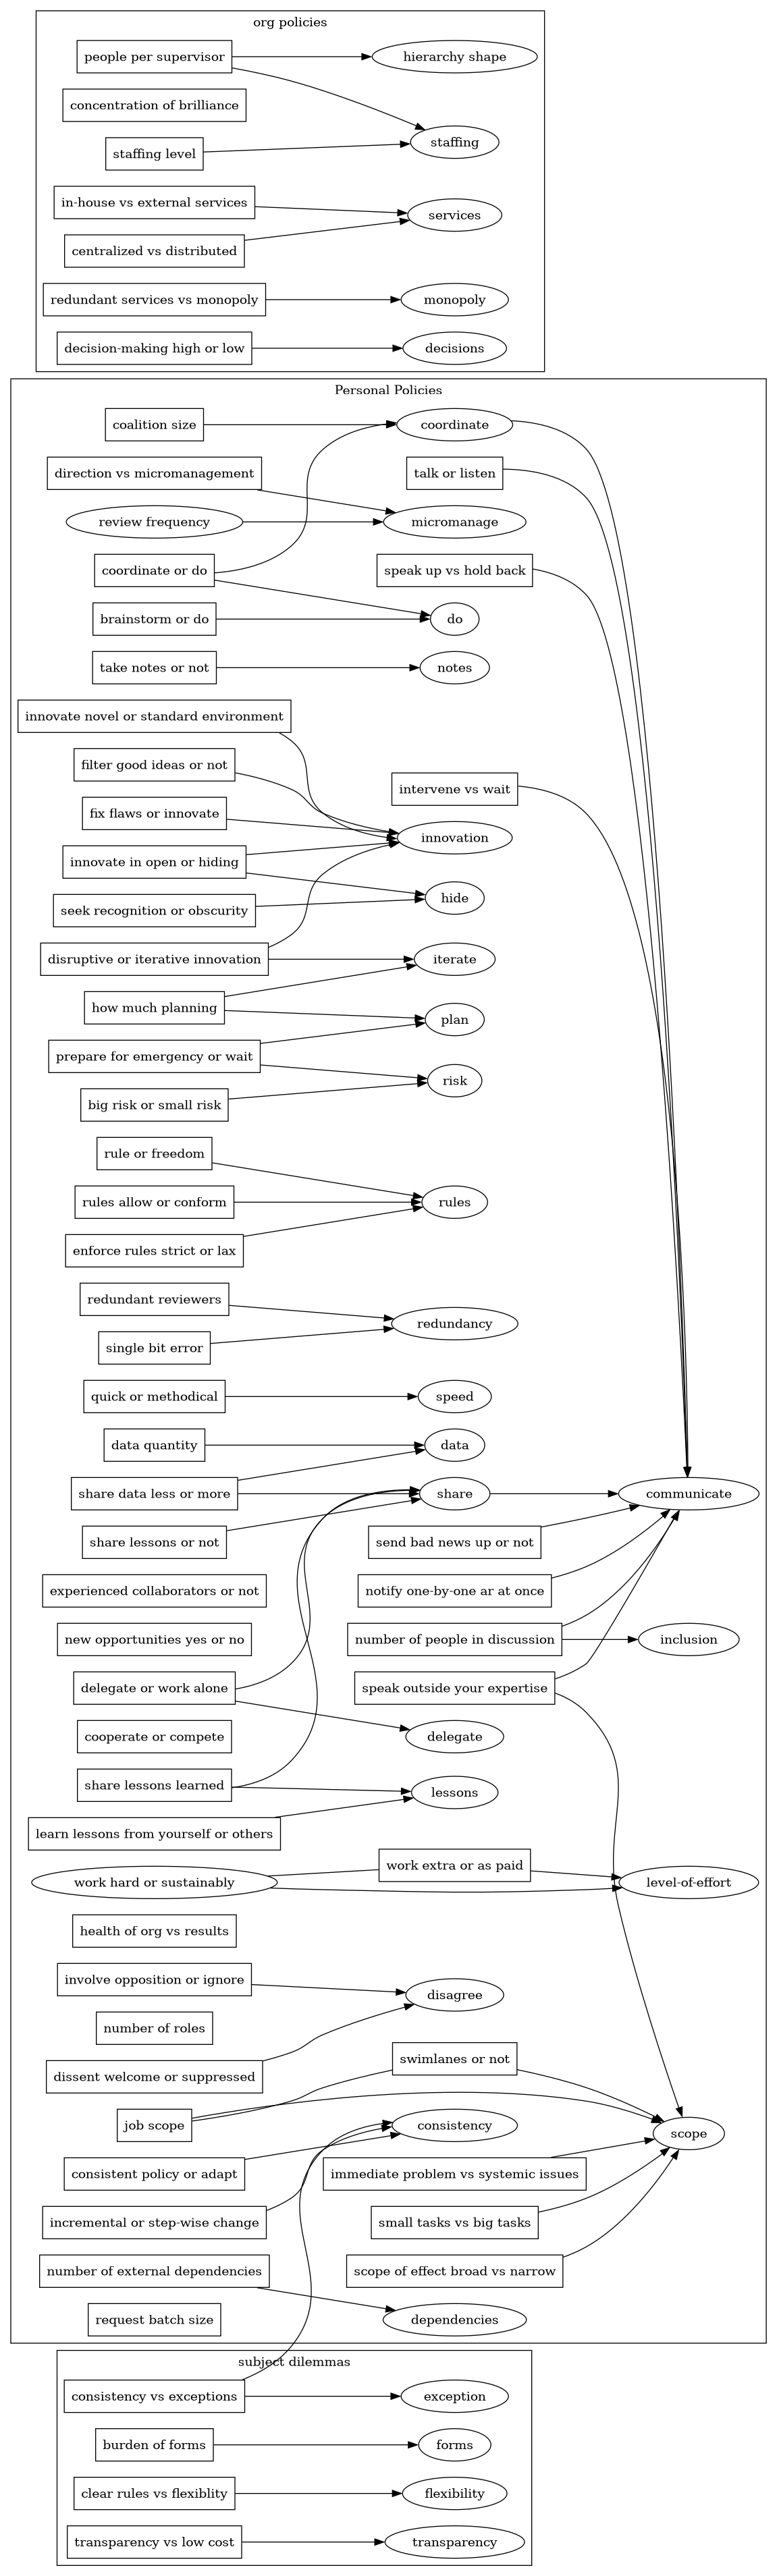 org policies
people per supervisor
hierarchy shape
concentration of brilliance
staffing
staffing level
in-house vs external services
services
centralized vs distributed
redundant services vs monopoly
monopoly
decision-making high or low
decisions
Personal Policies
coalition size
coordinate
direction vs micromanagement
talk or listen
review frequency
micromanage
coordinate or do
speak up vs hold back
brainstorm or do
do
take notes or not
notes
innovate novel or standard environment
filter good ideas or not
intervene vs wait
fix flaws or innovate
innovation
innovate in open or hiding
hide
seek recognition or obscurity
disruptive or iterative innovation
iterate
how much planning
plan
prepare for emergency or wait
risk
big risk or small risk
rule or freedom
rules allow or conform
rules
enforce rules strict or lax
redundant reviewers
redundancy
single bit error
quick or methodical
speed
data quantity
data
share data less or more
share
communicate
share lessons or not
send bad news up or not
experienced collaborators or not
notify one-by-one ar at once
new opportunities yes or no
number of people in discussion
inclusion
delegate or work alone
speak outside your expertise
cooperate or compete
delegate
share lessons learned
lessons
learn lessons from yourself or others
work extra or as paid
work hard or sustainably
level-of-effort
health of org vs results
involve opposition or ignore
disagree
number of roles
dissent welcome or suppressed
swimlanes or not
job scope
consistency
scope
consistent policy or adapt
immediate problem vs systemic issues
incremental or step-wise change
small tasks vs big tasks
number of external dependencies
scope of effect broad vs narrow
request batch size
dependencies
subject dilemmas
consistency vs exceptions
exception
burden of forms
forms
clear rules vs flexiblity
flexibility
transparency vs low cost
transparency